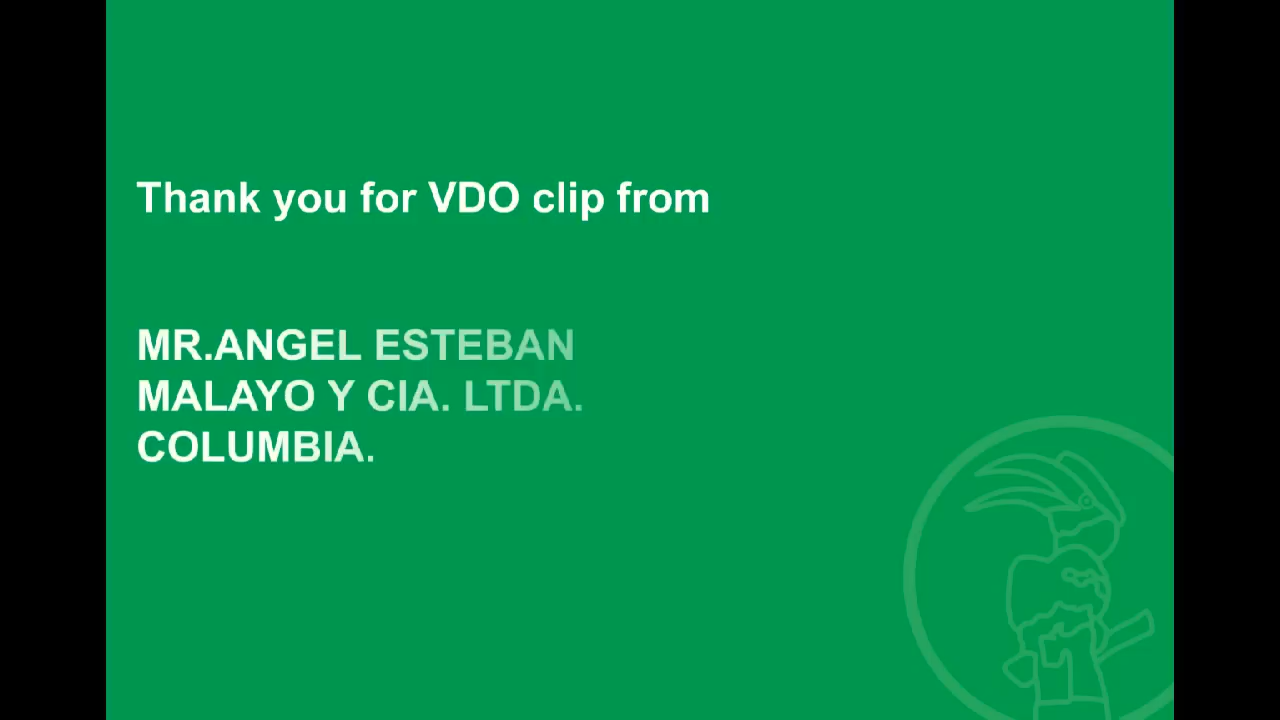 Thank you for VDO clip from
MR.ANGEL ESTEBAN
MALAYO Y CIA. LTDA.
COLUMBIA.